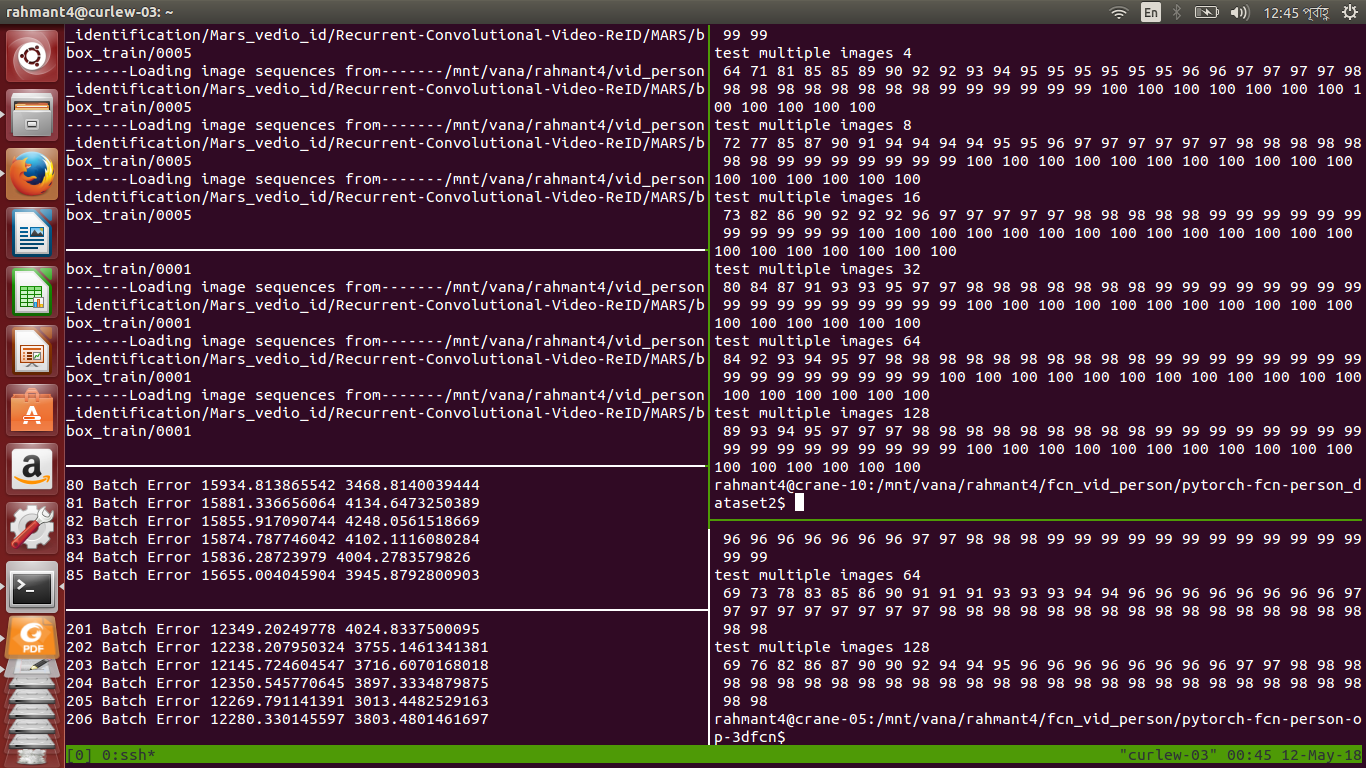 rahmant4@curlew-03: ~
En
12:45 পূর্বাহ্ণ
_identification/Mars_vedio_id/Recurrent-Convolutional-Video-ReID/MARS/b
box_train/0005
-------Loading image sequences from-------/mnt/vana/rahmant4/vid_person
_identification/Mars_vedio_id/Recurrent-Convolutional-Video-ReID/MARS/b
box_train/0005
-------Loading image sequences from-------/mnt/vana/rahmant4/vid_person
_identification/Mars_vedio_id/Recurrent-Convolutional-Video-ReID/MARS/b
box_train/0005
-------Loading image sequences from-------/mnt/vana/rahmant4/vid_person
_identification/Mars_vedio_id/Recurrent-Convolutional-Video-ReID/MARS/b
box_train/0005
box_train/0001
-------Loading image sequences from-------/mnt/vana/rahmant4/vid_person
_identification/Mars_vedio_id/Recurrent-Convolutional-Video-ReID/MARS/b
box_train/0001
-------Loading image sequences from-------/mnt/vana/rahmant4/vid_person
_identification/Mars_vedio_id/Recurrent-Convolutional-Video-ReID/MARS/b
box_train/0001
-------Loading image sequences from-------/mnt/vana/rahmant4/vid_person
_identification/Mars_vedio_id/Recurrent-Convolutional-Video-ReID/MARS/b
box_train/0001
80 Batch Error 15934.813865542 3468.8140039444
81 Batch Error 15881.336656064 4134.6473250389
82 Batch Error 15855.917090744 4248.0561518669
83 Batch Error 15874.787746042 4102.1116080284
84 Batch Error 15836.28723979 4004.2783579826
85 Batch Error 15655.004045904 3945.8792800903
201 Batch Error 12349.20249778 4024.8337500095
202 Batch Error 12238.207950324 3755.1461341381
203 Batch Error 12145.724604547 3716.6070168018
204 Batch Error 12350.545770645 3897.3334879875
205 Batch Error 12269.791141391 3013.4482529163
206 Batch Error 12280.330145597 3803.4801461697
99 99
test multiple images 4
64 71 81 85 85 89 90 92 92 93 94 95 95 95 95 95 95 96 96 97 97 97 97 98
98 98 98 98 98 98 98 98 99 99 99 99 99 99 100 100 100 100 100 100 100 1
00 100 100 100 100
test multiple images 8
72 77 85 87 90 91 94 94 94 94 95 95 96 97 97 97 97 97 97 98 98 98 98 98
98 98 99 99 99 99 99 99 99 100 100 100 100 100 100 100 100 100 100 100
100 100 100 100 100 100
test multiple images 16
73 82 86 90 92 92 92 96 97 97 97 97 97 98 98 98 98 98 99 99 99 99 99 99
99 99 99 99 99 100 100 100 100 100 100 100 100 100 100 100 100 100 100
100 100 100 100 100 100 100
test multiple images 32
80 84 87 91 93 93 95 97 97 98 98 98 98 98 98 98 99 99 99 99 99 99 99 99
99 99 99 99 99 99 99 99 99 100 100 100 100 100 100 100 100 100 100 100
100 100 100 100 100 100
test multiple images 64
84 92 93 94 95 97 98 98 98 98 98 98 98 98 98 98 99 99 99 99 99 99 99 99
99 99 99 99 99 99 99 99 100 100 100 100 100 100 100 100 100 100 100 100
100 100 100 100 100 100
test multiple images 128
89 93 94 95 97 97 97 98 98 98 98 98 98 98 98 98 99 99 99 99 99 99 99 99
99 99 99 99 99 99 99 99 99 100 100 100 100 100 100 100 100 100 100 100
100 100 100 100 100 100
rahmant4@crane-10:/mnt/vana/rahmant4/fcn_vid_person/pytorch-fcn-person_d
ataset2$
96 96 96 96 96 96 96 97 97 98 98 98 99 99 99 99 99 99 99 99 99 99 99 99
99 99
test multiple images 64
69 73 78 83 85 86 90 91 91 91 93 93 93 94 94 96 96 96 96 96 96 96 96 97
97 97 97 97 97 97 97 97 98 98 98 98 98 98 98 98 98 98 98 98 98 98 98 98
98 98
test multiple images 128
69 76 82 86 87 90 90 92 94 94 95 96 96 96 96 96 96 96 96 97 97 98 98 98
98 98 98 98 98 98 98 98 98 98 98 98 98 98 98 98 98 98 98 98 98 98 98 98
98 98
rahmant4@crane-05:/mnt/vana/rahmant4/fcn_vid_person/pytorch-fcn-person-o
p-3dfcn$
[0] 0:ssh*
"curlew-03" 00:45 12-May-18
PDF